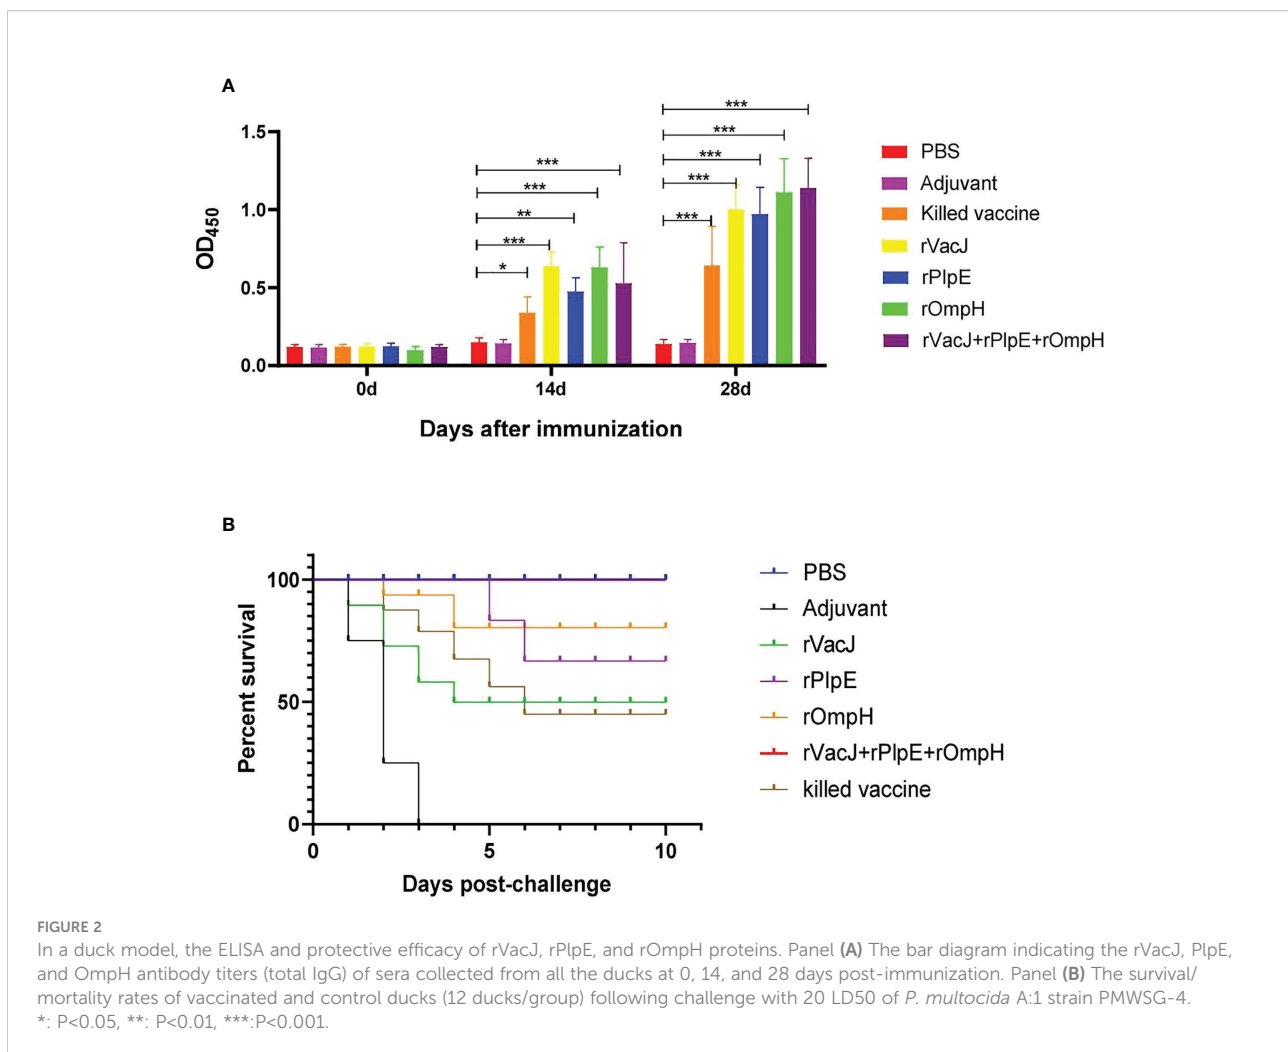 A
***
***
***
***
***
***
***
**
***
*
OD450
1.5
1.0
0.5
0.0
0d
14d
28d
Days after immunization
PBS
Adjuvant
Killed vaccine
rVacJ
rPlpE
rOmpH
rVacJ+rPlpE+rOmpH
B
Percent survival
100
50
0
0
5
10
Days post-challenge
PBS
Adjuvant
rVacJ
rPlpE
rOmpH
rVacJ+rPlpE+rOmpH
killed vaccine
FIGURE 2
In a duck model, the ELISA and protective efficacy of rVacJ, rPlpE, and rOmpH proteins. Panel (A) The bar diagram indicating the rVacJ, PlpE,
and OmpH antibody titers (total IgG) of sera collected from all the ducks at 0, 14, and 28 days post-immunization. Panel (B) The survival/
mortality rates of vaccinated and control ducks (12 ducks/group) following challenge with 20 LD50 of P. multocida A:1 strain PMWSG-4.
*: P<0.05, **: P<0.01, ***:P<0.001.